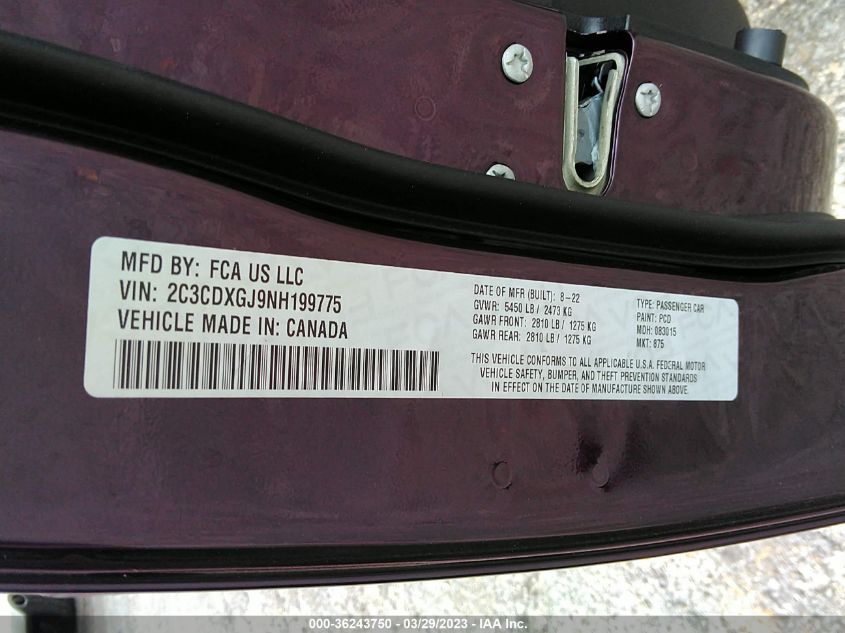 MFD BY: FCA US LLC
VIN: 2C3CDXGJ9NH199775
VEHICLE MADE IN: CANADA
DATE OF MFR (BUILT): 8-22
GVWR: 5450 LB / 2473 KG
GAWR FRONT: 2810 LB / 1275 KG
GAWR REAR: 2810 LB / 1275 KG
TYPE: PASSENGER CAR
PAINT: PCD
MDH: 083015
MKT: 875
THIS VEHICLE CONFORMS TO ALL APPLICABLE U.S.A. FEDERAL MOTOR
VEHICLE SAFETY, BUMPER, AND THEFT PREVENTION STANDARDS
IN EFFECT ON THE DATE OF MANUFACTURE SHOWN ABOVE.
000-36243750 - 03/29/2023 - IAA Inc.